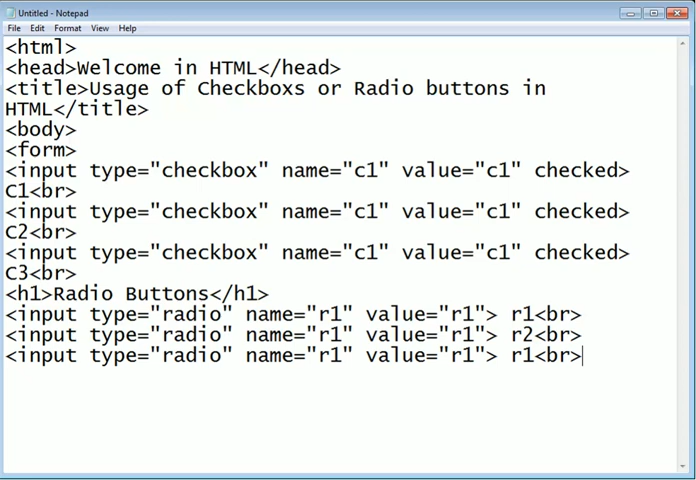 Untitled - Notepad
File Edit Format View Help
<html>
<head>Welcome in HTML</head>
<title>Usage of Checkboxs or Radio buttons in
HTML</title>
<body>
<form>
<input type="checkbox" name="c1" value="c1" checked>
C1<br>
<input type="checkbox" name="c1" value="c1" checked>
C2<br>
<input type="checkbox" name="c1" value="c1" checked>
C3<br>
<h1>Radio Buttons</h1>
<input type="radio" name="r1" value="r1"> r1<br>
<input type="radio" name="r1" value="r1"> r2<br>
<input type="radio" name="r1" value="r1"> r1<br>